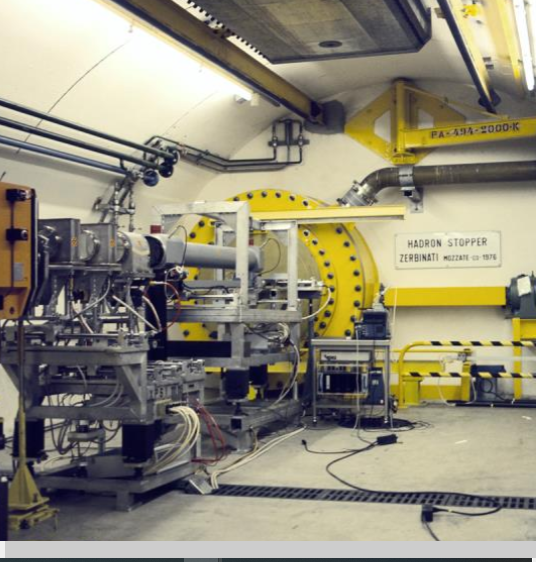 PA-494-2000-K
HADRON STOPPER
ZERBINATI MOZZATE-CO-1976